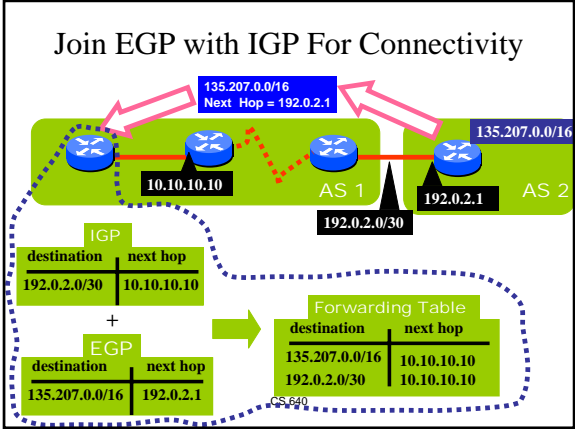 Join EGP with IGP For Connectivity
135.207.0.0/16
Next Hop = 192.0.2.1
135.207.0.0/16
10.10.10.10
AS 1
192.0.2.1
AS 2
192.0.2.0/30
IGP
destination next hop
192.0.2.0/30 10.10.10.10
+
EGP
destination next hop
135.207.0.0/16 192.0.2.1
Forwarding Table
destination next hop
135.207.0.0/16 10.10.10.10
192.0.2.0/30 10.10.10.10
CS 640